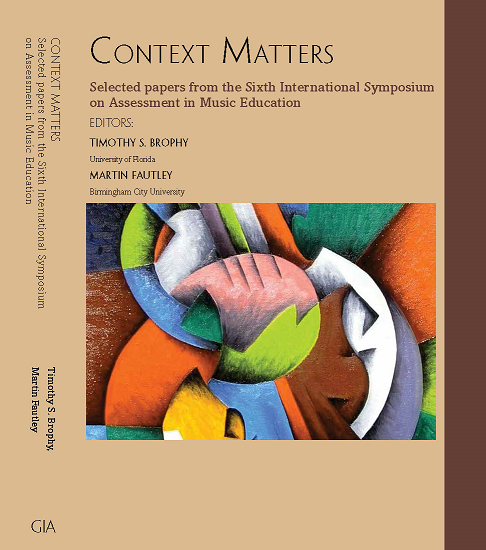 CONTEXT MATTERS
Selected papers from the Sixth International Symposium
on Assessment in Music Education
Timothy S. Brophy,
Martin Fautley
GIA
CONTEXT MATTERS
Selected papers from the Sixth International Symposium
on Assessment in Music Education
EDITORS:
TIMOTHY S. BROPHY
University of Florida
MARTIN FAUTLEY
Birmingham City University